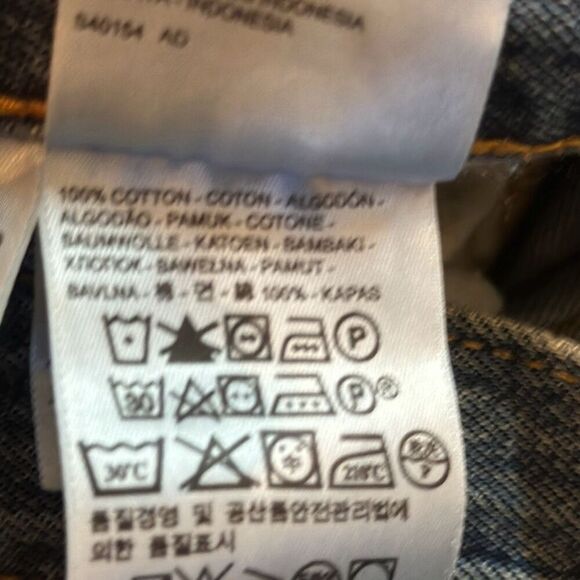 INDONESIA
- INDONESIA
S40154 AD
100% COTTON - COTON - ALGODÓN -
ALGODÃO - PAMUK - COTONE -
BAUMWOLLE - KATOEN - BAMBAKI -
ХЛОПОК - BAWEŁNA - PAMUT -
BAVLNA - 棉 - 면 - 綿 100% - KAPAS
P
30 P®
30°C 210°C P
품질경영 및 공산품안전관리법에
의한 품질표시